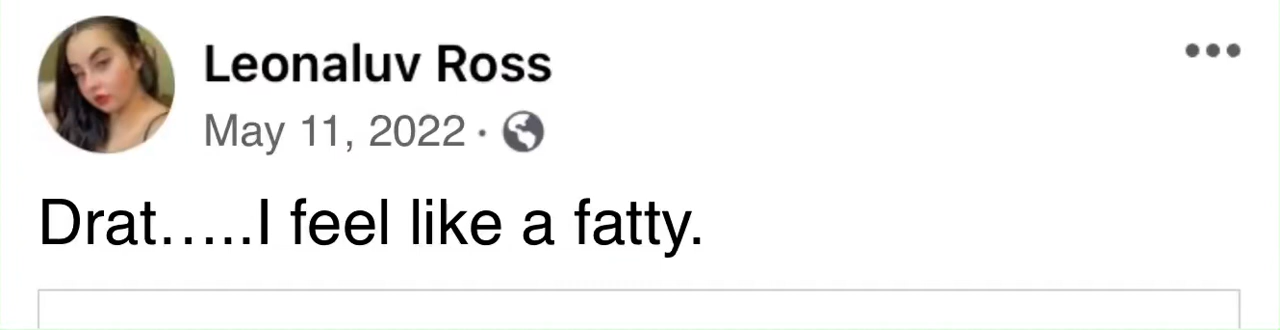 Leonaluv Ross
May 11, 2022 ·
Drat.....I feel like a fatty.